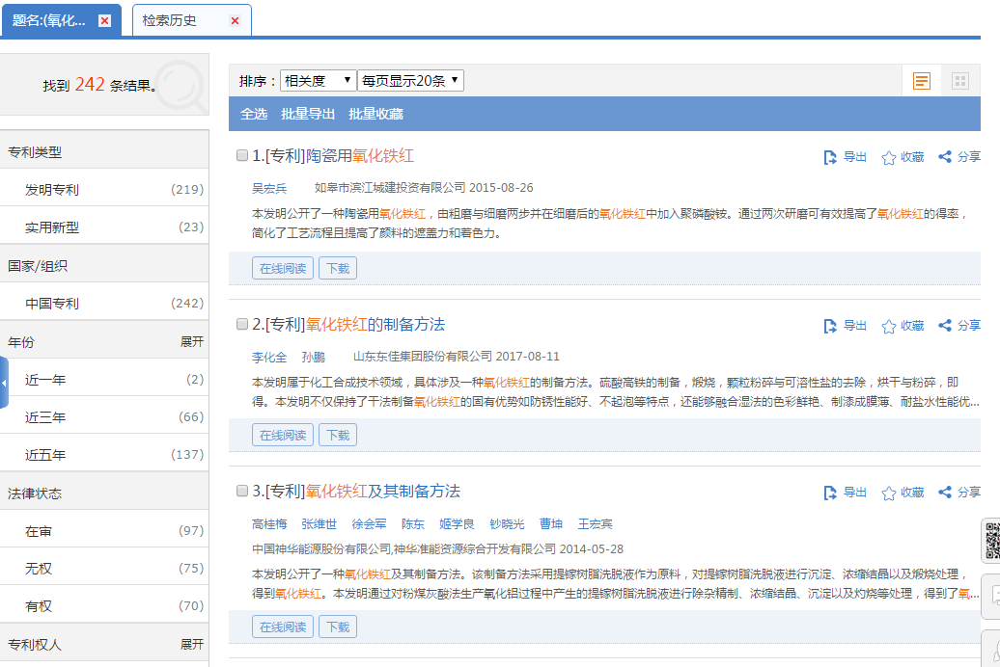 题名:(氧化...
检索历史
找到 242 条结果。
专利类型
发明专利 (219)
实用新型 (23)
国家/组织
中国专利 (242)
年份 展开
近一年 (2)
近三年 (66)
近五年 (137)
法律状态
在审 (97)
无权 (75)
有权 (70)
专利权人 展开
排序： 相关度 每页显示20条
全选 批量导出 批量收藏
1.[专利]陶瓷用氧化铁红 导出 收藏 分享
吴宏兵 如皋市滨江城建投资有限公司 2015-08-26
本发明公开了一种陶瓷用氧化铁红，由粗磨与细磨两步并在细磨后的氧化铁红中加入聚磷酸铵。通过两次研磨可有效提高了氧化铁红的得率，
简化了工艺流程且提高了颜料的遮盖力和着色力。
在线阅读 下载
2.[专利]氧化铁红的制备方法 导出 收藏 分享
李化全 孙鹏 山东东佳集团股份有限公司 2017-08-11
本发明属于化工合成技术领域，具体涉及一种氧化铁红的制备方法。硫酸高铁的制备，煅烧，颗粒粉碎与可溶性盐的去除，烘干与粉碎，即
得。本发明不仅保持了干法制备氧化铁红的固有优势如防锈性能好、不起泡等特点，还能够融合湿法的色彩鲜艳、制漆成膜薄、耐盐水性能优...
在线阅读 下载
3.[专利]氧化铁红及其制备方法 导出 收藏 分享
高桂梅 张维世 徐会军 陈东 姬学良 钞晓光 曹坤 王宏宾
中国神华能源股份有限公司,神华准能资源综合开发有限公司 2014-05-28
本发明公开了一种氧化铁红及其制备方法。该制备方法采用提镓树脂洗脱液作为原料，对提镓树脂洗脱液进行沉淀、浓缩结晶以及煅烧处理，
得到氧化铁红。本发明通过对粉煤灰酸法生产氧化铝过程中产生的提镓树脂洗脱液进行除杂精制、浓缩结晶、沉淀以及灼烧等处理，得到了氧...
在线阅读 下载